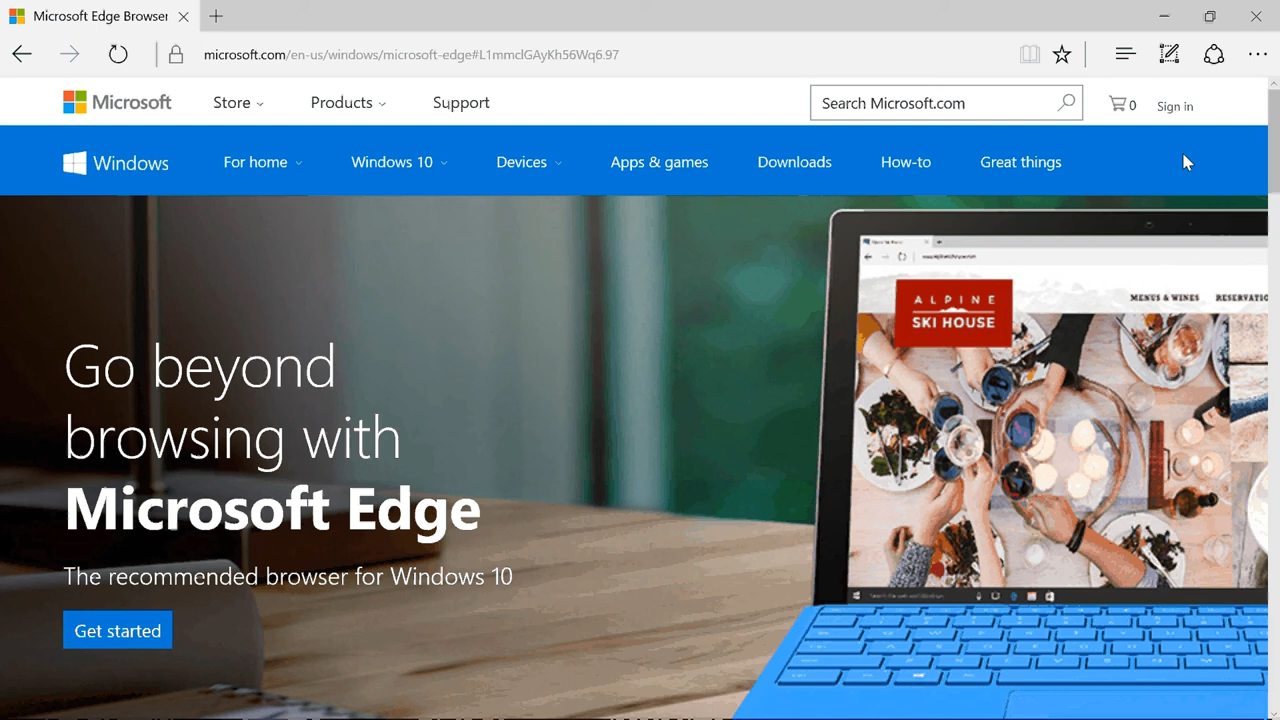 Microsoft Edge Browser
microsoft.com/en-us/windows/microsoft-edge#L1mmclGAyKh56Wq6.97
Microsoft Store Products Support Search Microsoft.com 0 Sign in
Windows For home Windows 10 Devices Apps & games Downloads How-to Great things
MENUS & WINES RESERVATIO
ALPINE
SKI HOUSE
Go beyond
browsing with
Microsoft Edge
The recommended browser for Windows 10
Get started